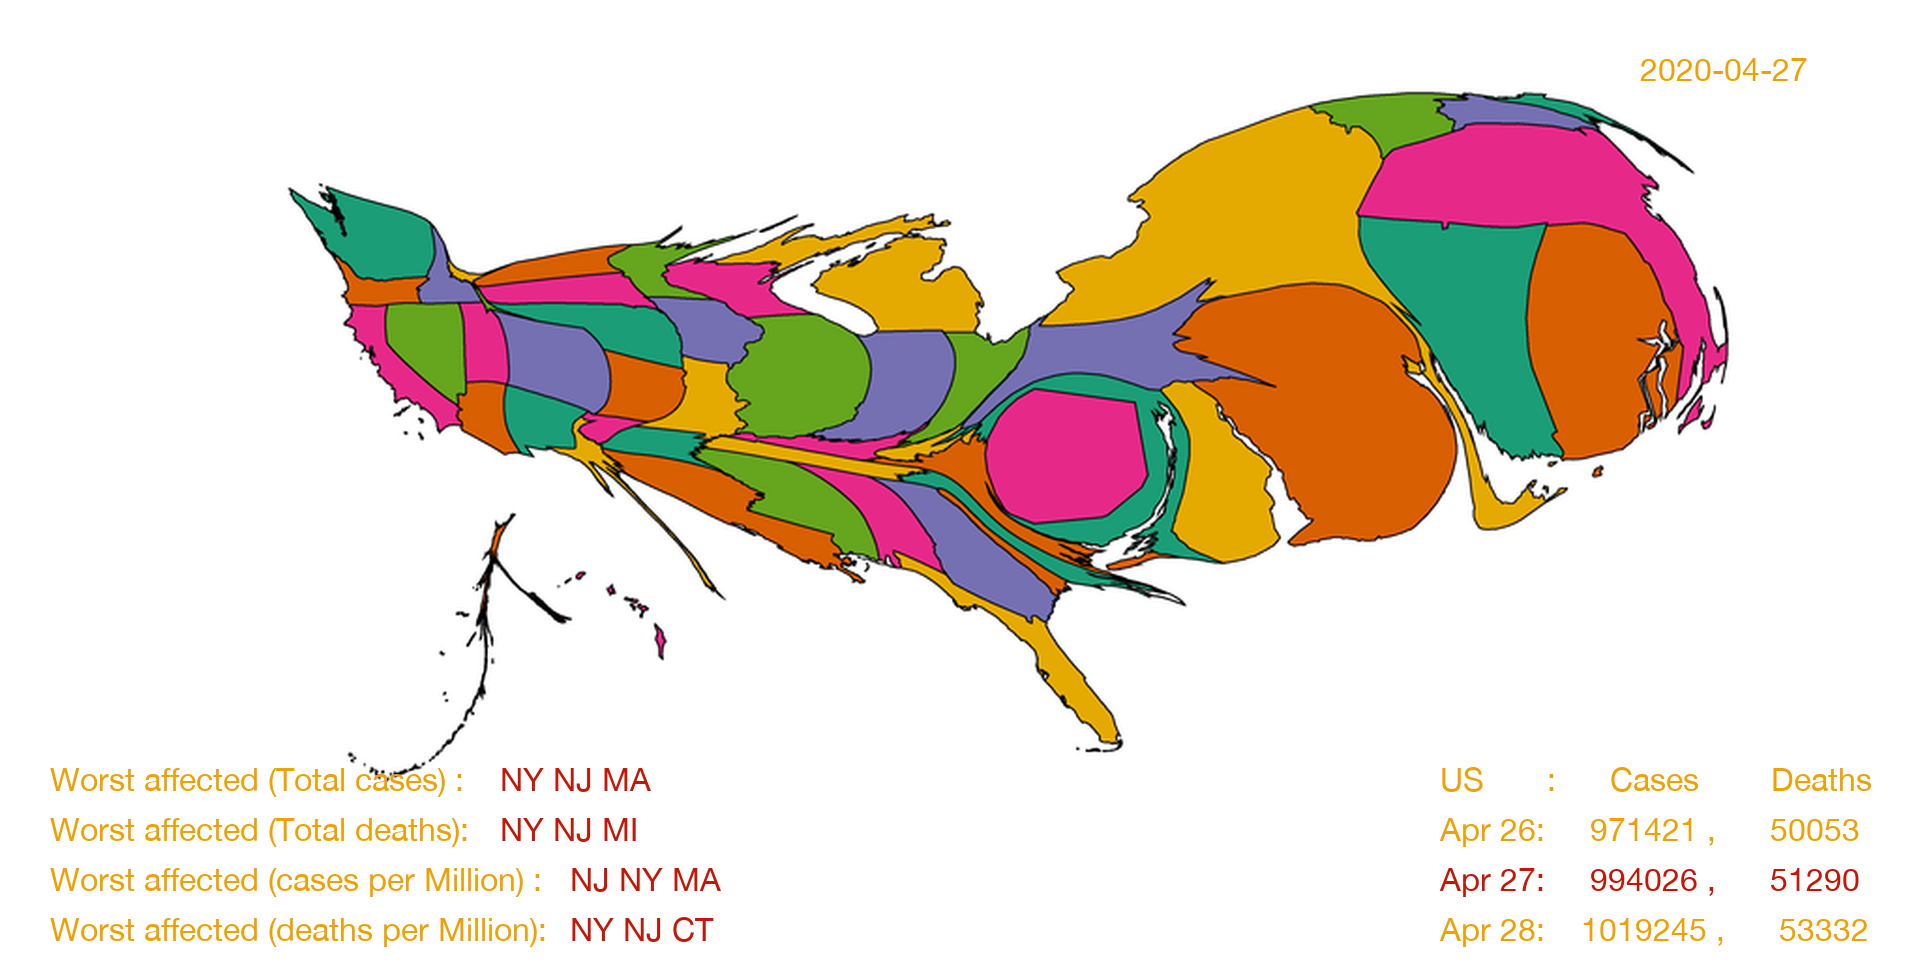 2020-04-27
Worst affected (Total cases) : NY NJ MA
Worst affected (Total deaths): NY NJ MI
Worst affected (cases per Million) : NJ NY MA
Worst affected (deaths per Million): NY NJ CT
US : Cases Deaths
Apr 26: 971421 , 50053
Apr 27: 994026 , 51290
Apr 28: 1019245 , 53332